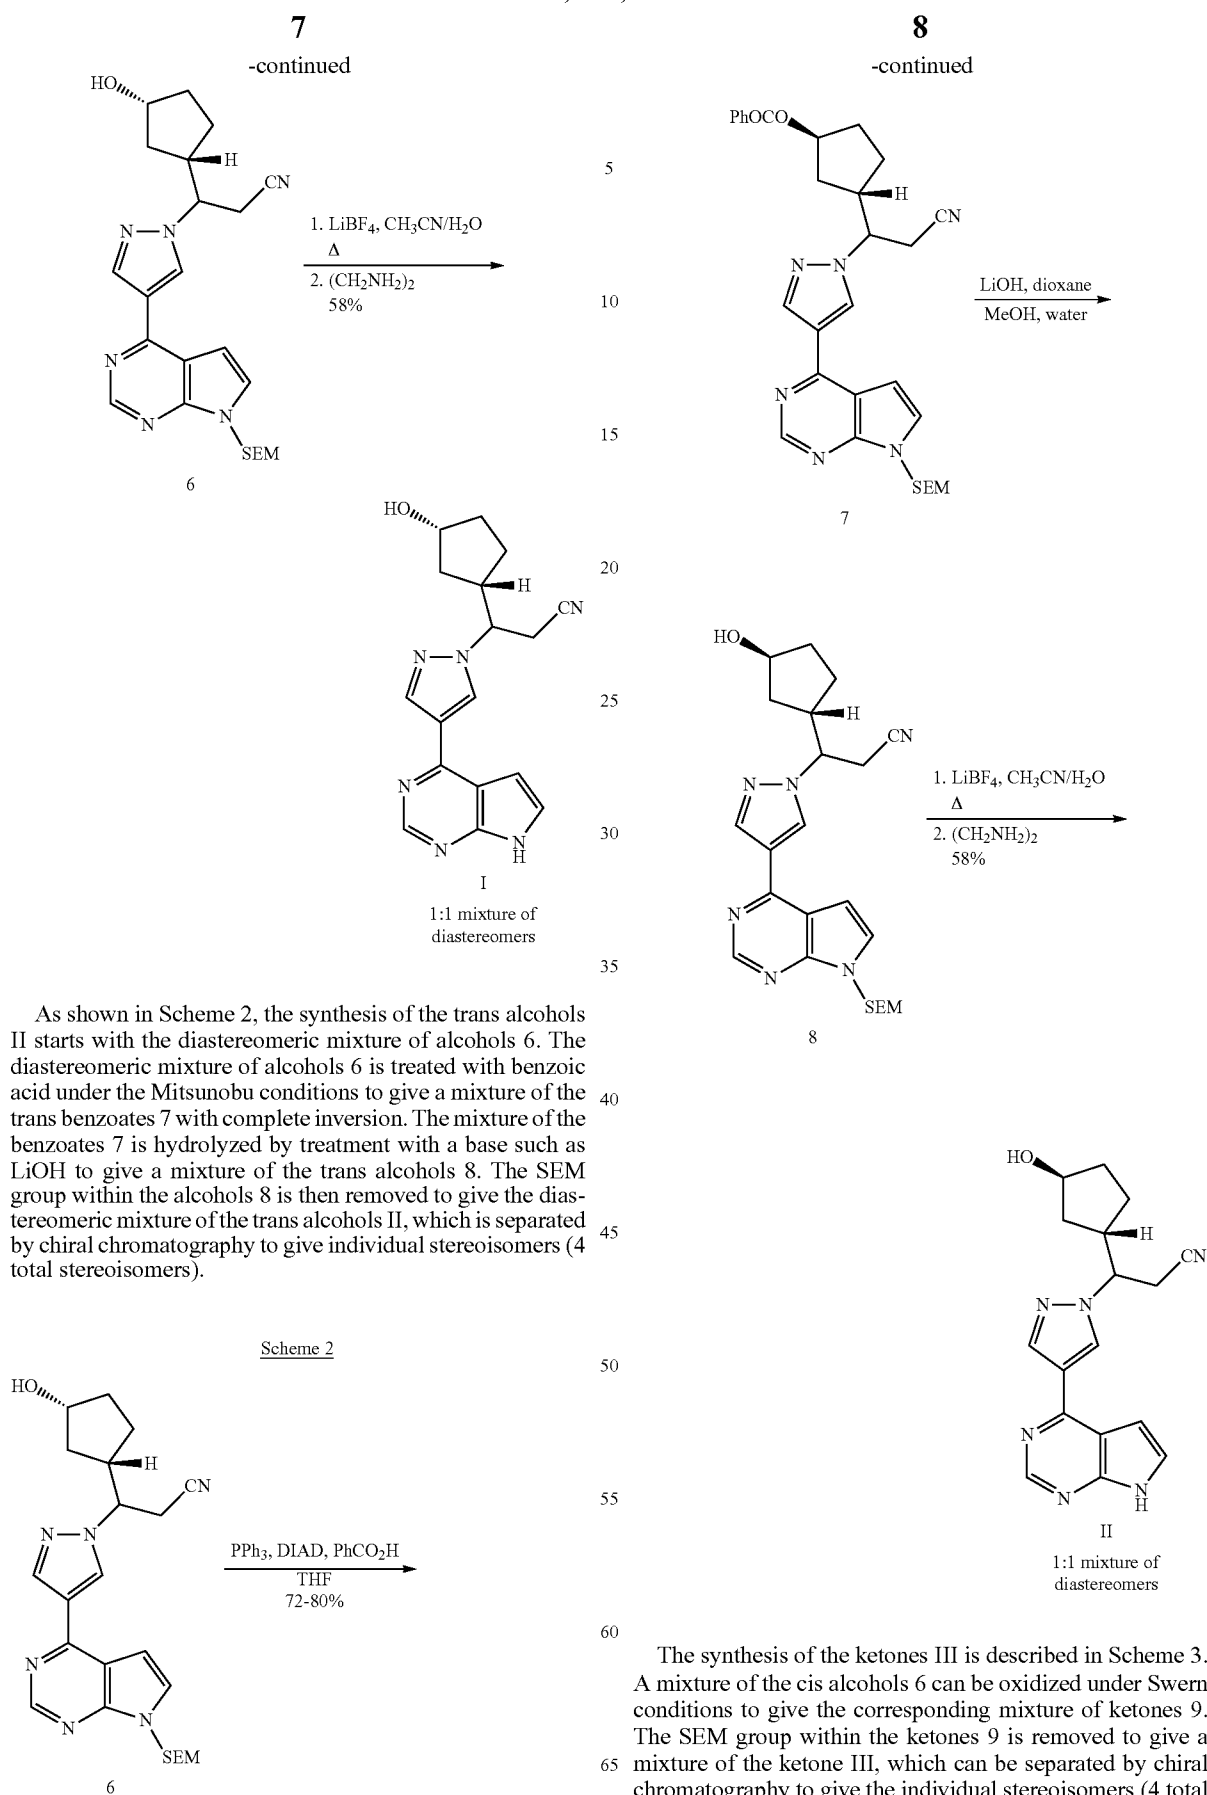 7
-continued
HO
H
CN
N
N
1. LiBF4, CH3CN/H2O
Δ
2. (CH2NH2)2
58%
N
N
N
SEM
6
HO
H
CN
N
N
N
N
N
H
I
1:1 mixture of
diastereomers
As shown in Scheme 2, the synthesis of the trans alcohols
II starts with the diastereomeric mixture of alcohols 6. The
diastereomeric mixture of alcohols 6 is treated with benzoic
acid under the Mitsunobu conditions to give a mixture of the
trans benzoates 7 with complete inversion. The mixture of the
benzoates 7 is hydrolyzed by treatment with a base such as
LiOH to give a mixture of the trans alcohols 8. The SEM
group within the alcohols 8 is then removed to give the dias-
tereomeric mixture of the trans alcohols II, which is separated
by chiral chromatography to give individual stereoisomers (4
total stereoisomers).
Scheme 2
HO
H
CN
N
N
PPh3, DIAD, PhCO2H
THF
72-80%
N
N
N
SEM
6
5
10
15
20
25
30
35
40
45
50
55
60
65
8
-continued
PhOCO
H
CN
N
N
LiOH, dioxane
MeOH, water
N
N
N
SEM
7
HO
H
CN
N
N
1. LiBF4, CH3CN/H2O
Δ
2. (CH2NH2)2
58%
N
N
N
SEM
8
HO
H
CN
N
N
N
N
N
H
II
1:1 mixture of
diastereomers
The synthesis of the ketones III is described in Scheme 3.
A mixture of the cis alcohols 6 can be oxidized under Swern
conditions to give the corresponding mixture of ketones 9.
The SEM group within the ketones 9 is removed to give a
mixture of the ketone III, which can be separated by chiral
chromatography to give the individual stereoisomers (4 total